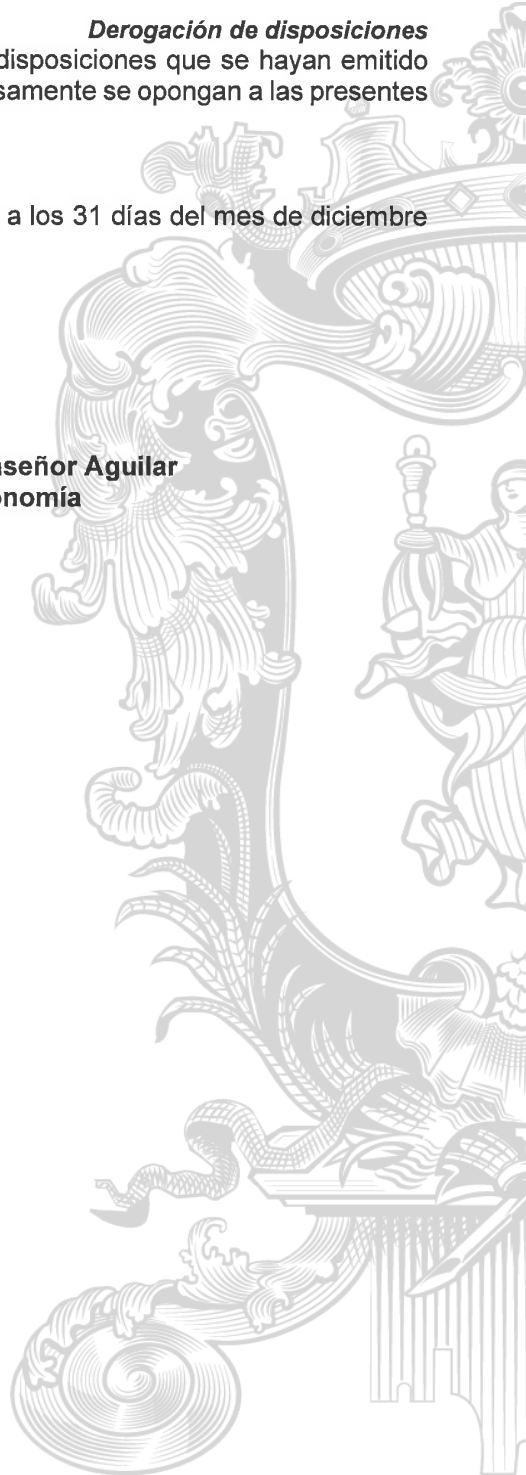 Derogación de disposiciones
disposiciones que se hayan emitido
samente se opongan a las presentes
a los 31 días del mes de diciembre
señor Aguilar
onomía